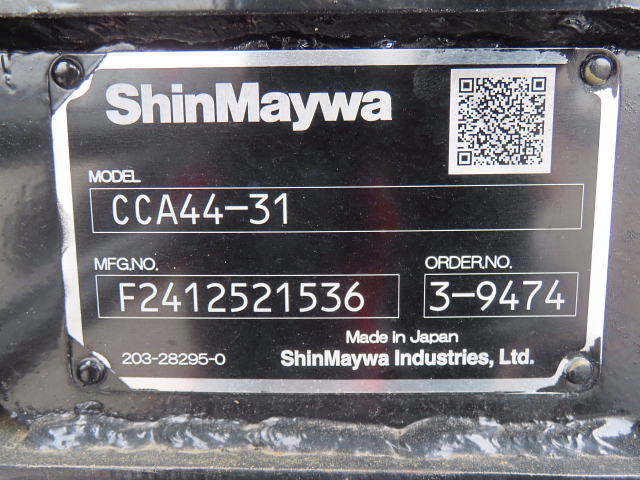 ShinMaywa
MODEL
CCA44-31
MFG.NO. ORDER.NO.
F2412521536 3-9474
Made in Japan
203-28295-0 ShinMaywa Industries, Ltd.